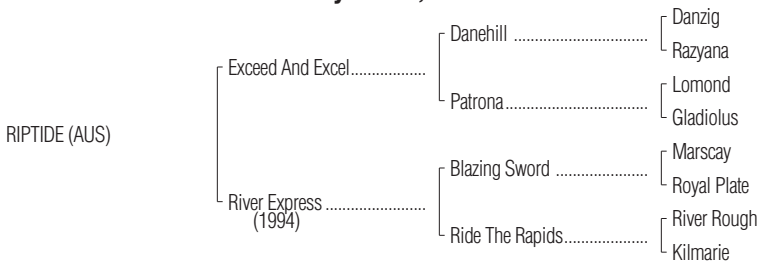 Danzig
Danehill ................................
Razyana
Exceed And Excel..................
Lomond
Patrona..................................
Gladiolus
RIPTIDE (AUS)
Marscay
Blazing Sword ......................
Royal Plate
River Express ........................
(1994)
River Rough
Ride The Rapids....................
Kilmarie